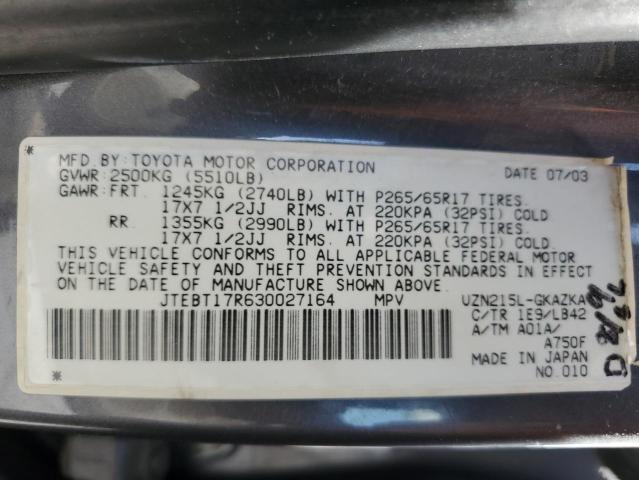 MFD.BY:TOYOTA MOTOR CORPORATION DATE 07/03
GVWR:2500KG (5510LB)
GAWR:FRT. 1245KG (2740LB) WITH P265/65R17 TIRES.
17X7 1/2JJ RIMS. AT 220KPA (32PSI) COLD
RR. 1355KG (2990LB) WITH P265/65R17 TIRES.
17X7 1/2JJ RIMS. AT 220KPA (32PSI) COLD.
THIS VEHICLE CONFORMS TO ALL APPLICABLE FEDERAL MOTOR
VEHICLE SAFETY AND THEFT PREVENTION STANDARDS IN EFFECT
ON THE DATE OF MANUFACTURE SHOWN ABOVE.
JTEBT17R630027164 MPV UZN215L-GKAZKA
C/TR 1E9/LB42
A/TM A01A/
A750F
MADE IN JAPAN
NO.010